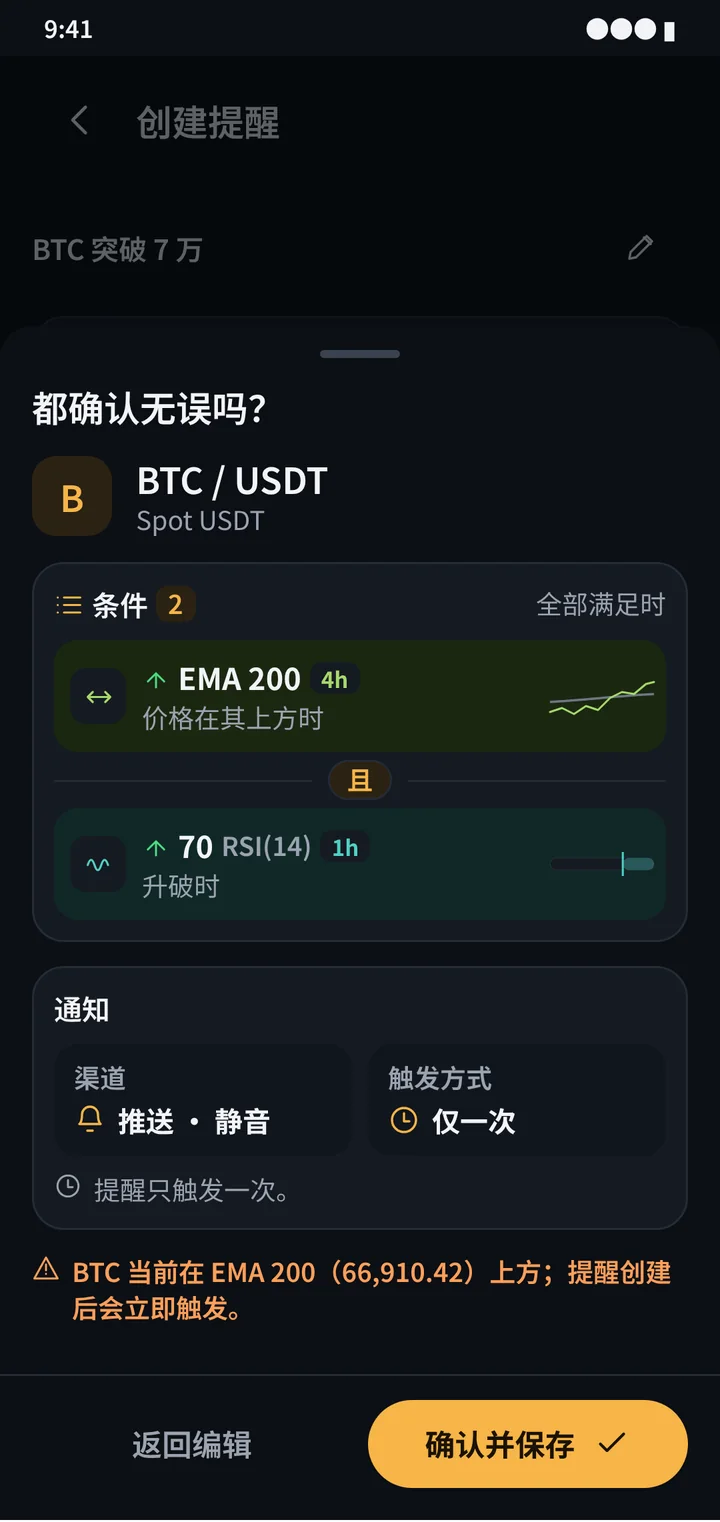 9:41
创建提醒
BTC 突破 7 万
都确认无误吗?
B
BTC / USDT
Spot USDT
条件 2
全部满足时
EMA 200 4h
价格在其上方时
且
70 RSI(14) 1h
升破时
通知
渠道
推送 · 静音
触发方式
仅一次
提醒只触发一次。
BTC 当前在 EMA 200（66,910.42）上方；提醒创建
后会立即触发。
返回编辑
确认并保存